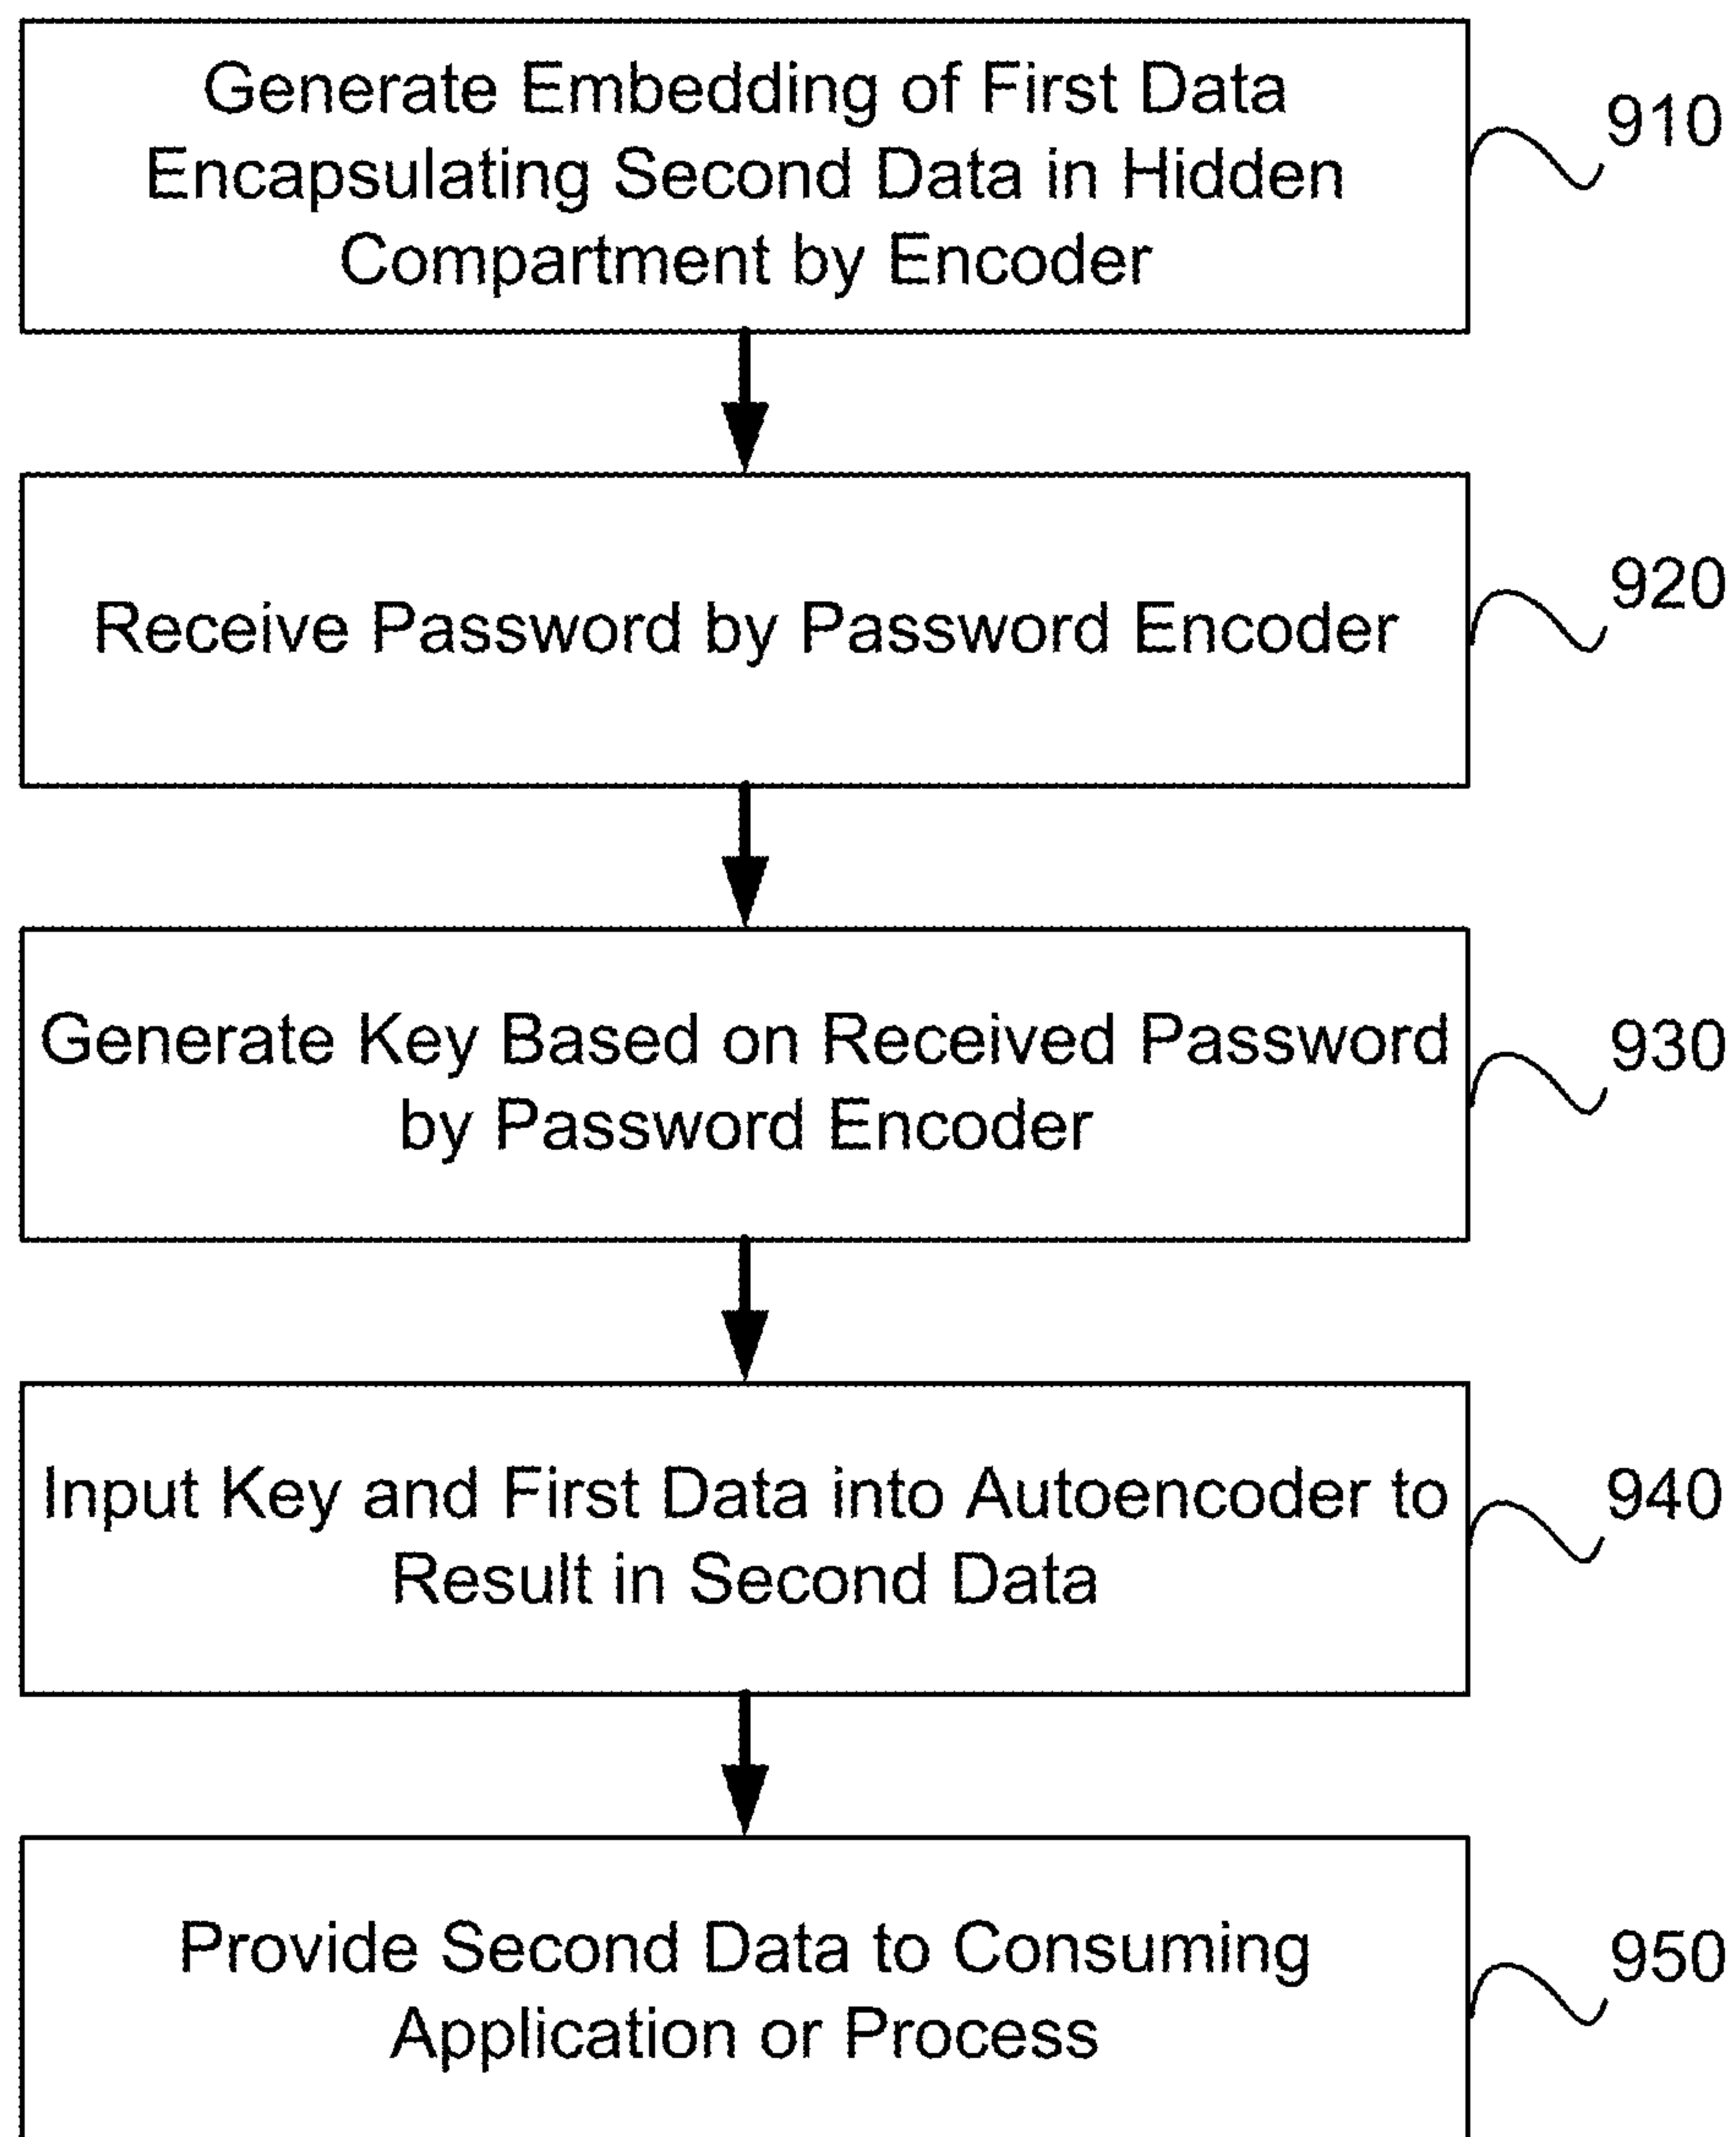 Generate Embedding of First Data
Encapsulating Second Data in Hidden
Compartment by Encoder
910
Receive Password by Password Encoder
920
Generate Key Based on Received Password
by Password Encoder
930
Input Key and First Data into Autoencoder to
Result in Second Data
940
Provide Second Data to Consuming
Application or Process
950